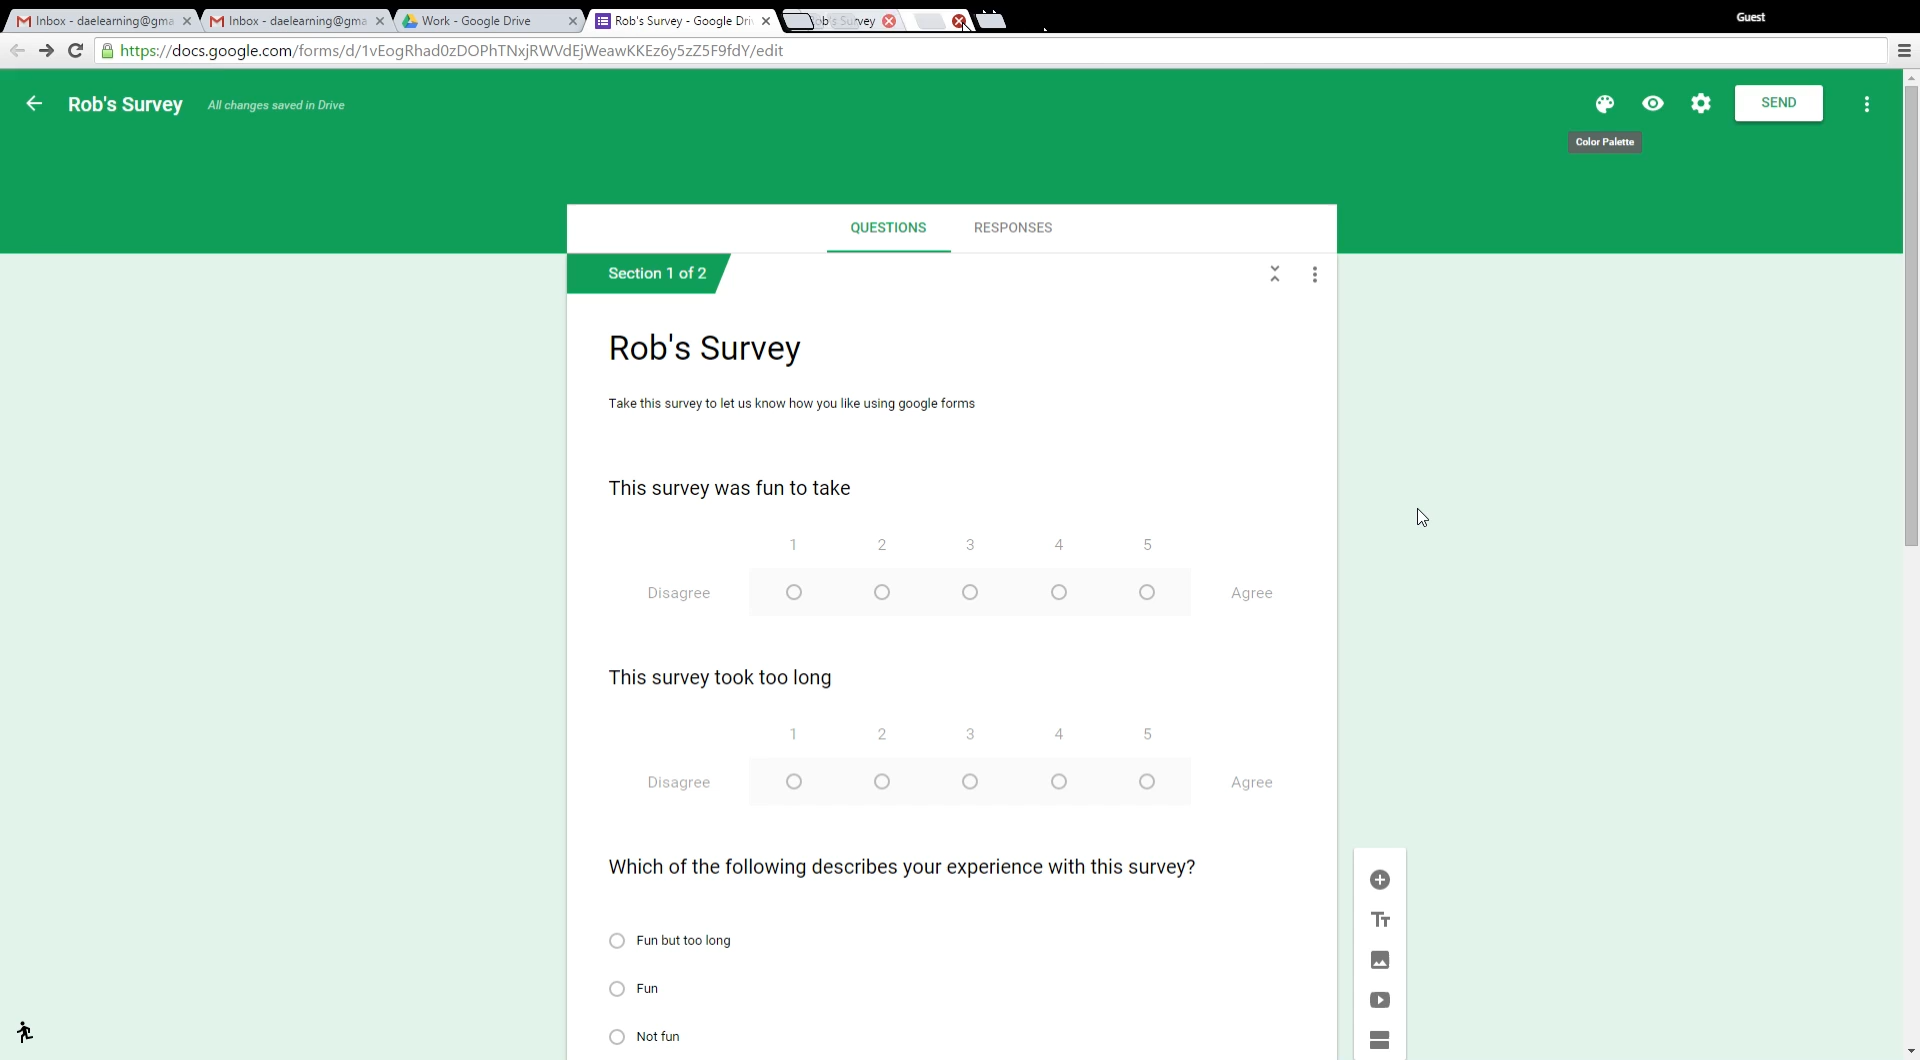 Inbox - daelearning@gma
Inbox - daelearning@gma
Work - Google Drive
Rob's Survey - Google Driv
Guest
https://docs.google.com/forms/d/1vEogRhad0zDOPhTNxjRWVdEjWeawKKEz6y5zZ5F9fdY/edit
Rob's Survey
All changes saved in Drive
SEND
Color Palette
QUESTIONS
RESPONSES
Section 1 of 2
Rob's Survey
Take this survey to let us know how you like using google forms
This survey was fun to take
1 2 3 4 5
Disagree Agree
This survey took too long
1 2 3 4 5
Disagree Agree
Which of the following describes your experience with this survey?
Fun but too long
Tт
Fun
Not fun